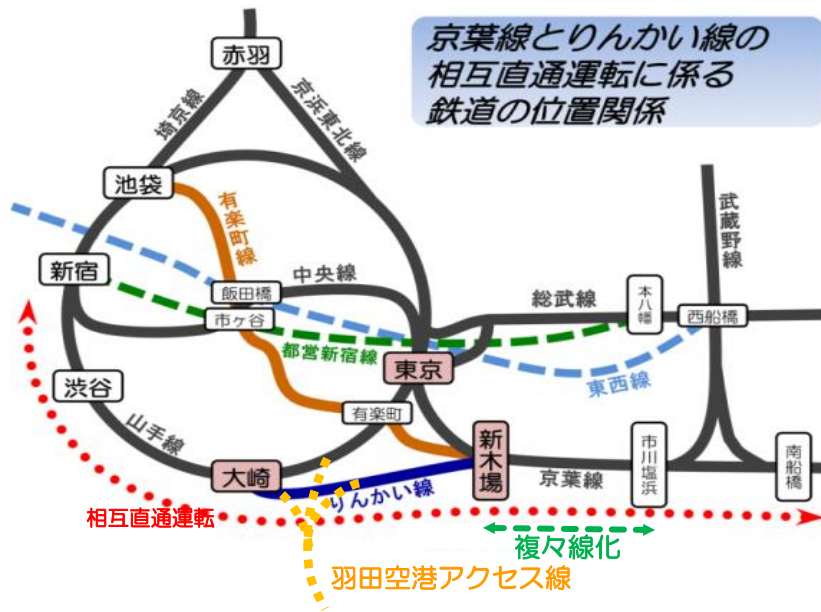 京葉線とりんかい線の
相互直通運転に係る
鉄道の位置関係
赤羽
埼京線
京浜東北線
池袋
有楽町線
武蔵野線
新宿
飯田橋
中央線
市ヶ谷
総武線
本八幡
西船橋
都営新宿線
東京
東西線
渋谷
有楽町
山手線
新木場
市川塩浜
南船橋
大崎
京葉線
りんかい線
相互直通運転
複々線化
羽田空港アクセス線